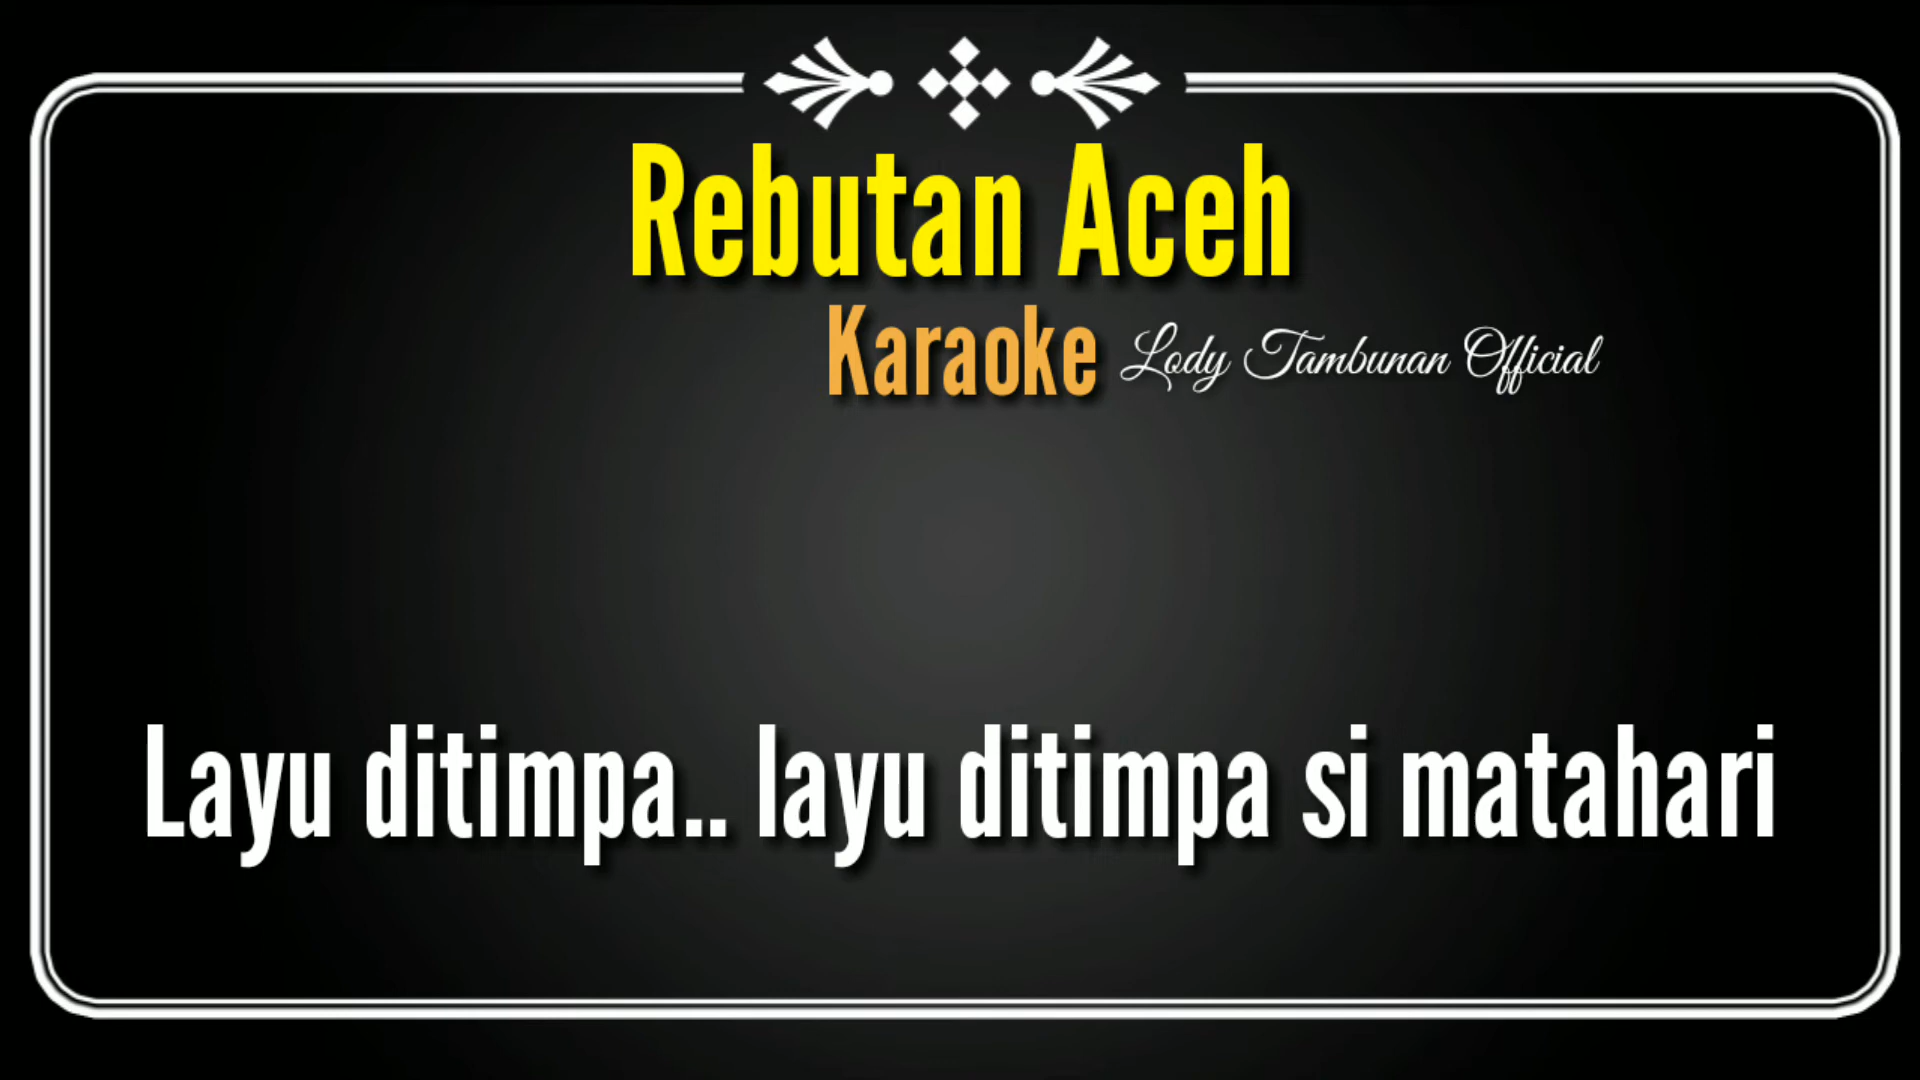 Rebutan Aceh
Karaoke Lody Tambunan Official
Layu ditimpa.. layu ditimpa si matahari